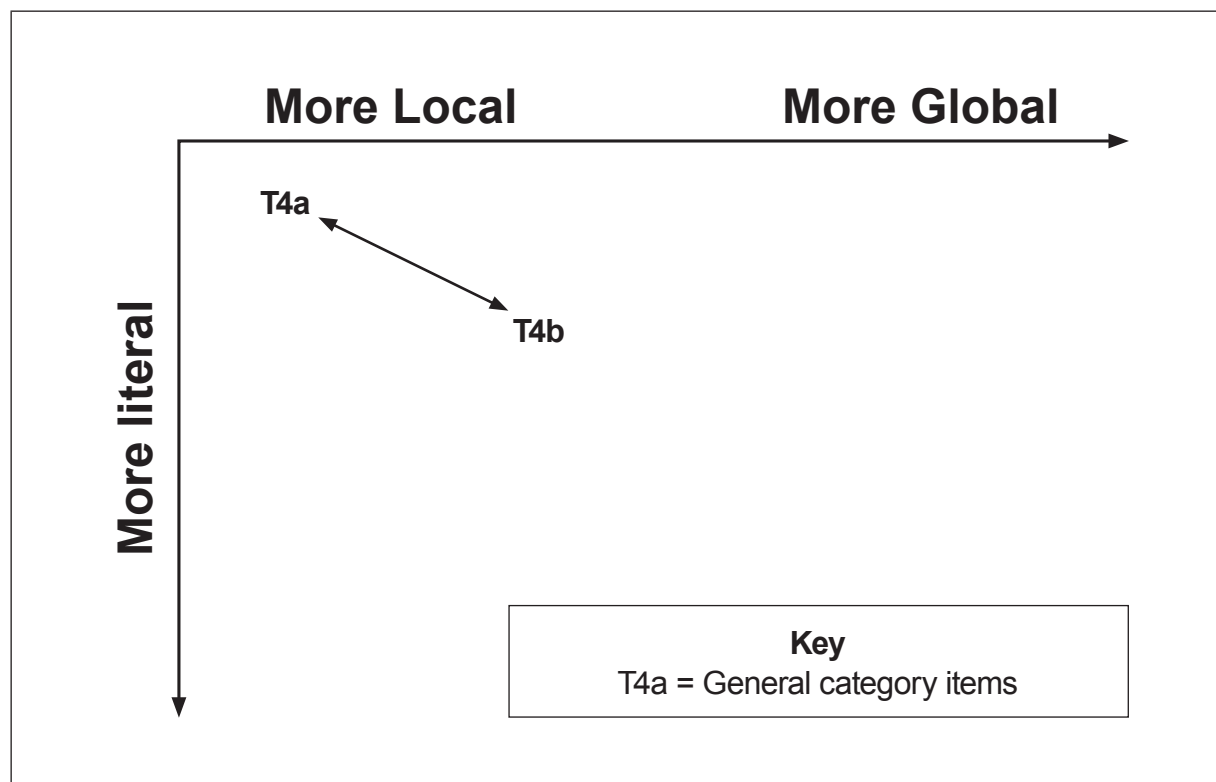 More Local
More Global
T4a
T4b
More literal
Key
T4a = General category items